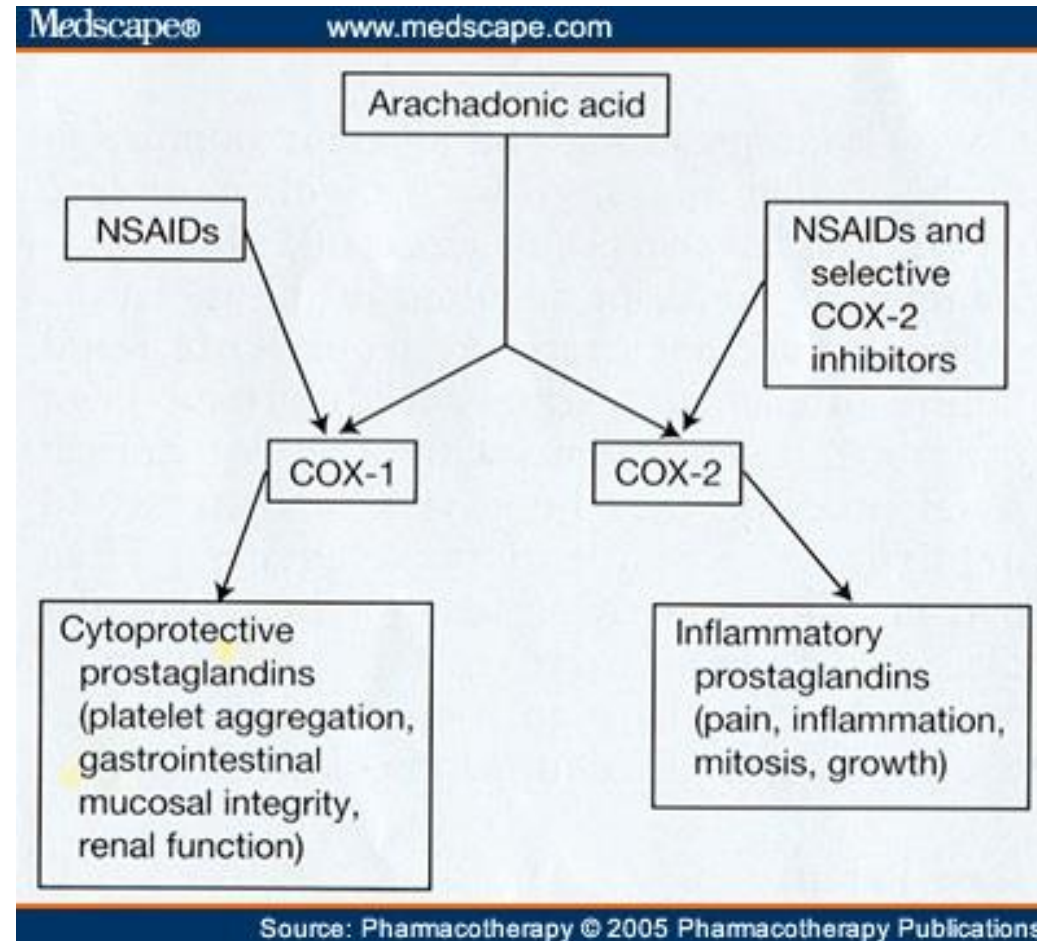 Medscape® www.medscape.com
Arachadonic acid
NSAIDs
NSAIDs and
selective
COX-2
inhibitors
COX-1
COX-2
Cytoprotective
prostaglandins
(platelet aggregation,
gastrointestinal
mucosal integrity,
renal function)
Inflammatory
prostaglandins
(pain, inflammation,
mitosis, growth)
Source: Pharmacotherapy © 2005 Pharmacotherapy Publications